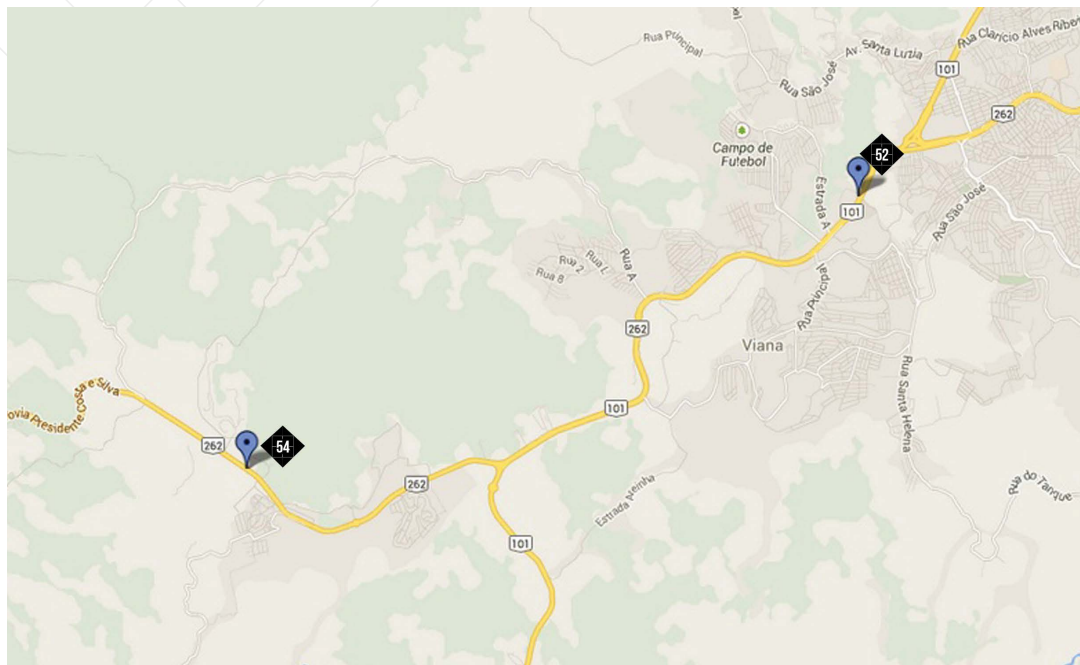 Rua Principal
Av. Santa Luzia
Rua Clarício Alves Ribe
101
Rua São José
262
Campo de
Futebol
52
Estrada A
101
Rua São José
Rua 2
Rua L
Rua A
Rua 8
Rua Principal
262
Viana
Rua Santa Helena
ovia Presidente Costa e Silva
101
262
54
262
Rua do Tanque
Estrada Areinha
101